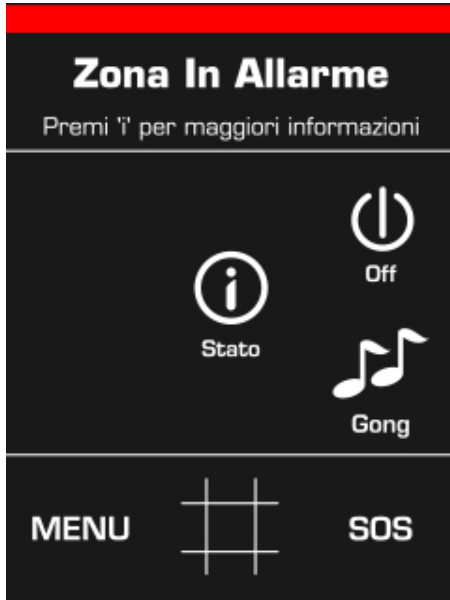 Zona In Allarme
Premi 'i' per maggiori informazioni
Off
Stato
Gong
MENU
SOS